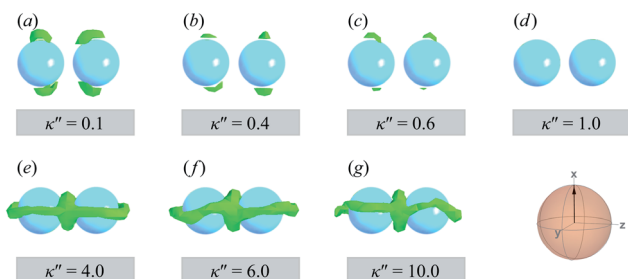 (a) (b) (c) (d)
κ″ = 0.1 κ″ = 0.4 κ″ = 0.6 κ″ = 1.0
(e) (f) (g)
x
y z
κ″ = 4.0 κ″ = 6.0 κ″ = 10.0